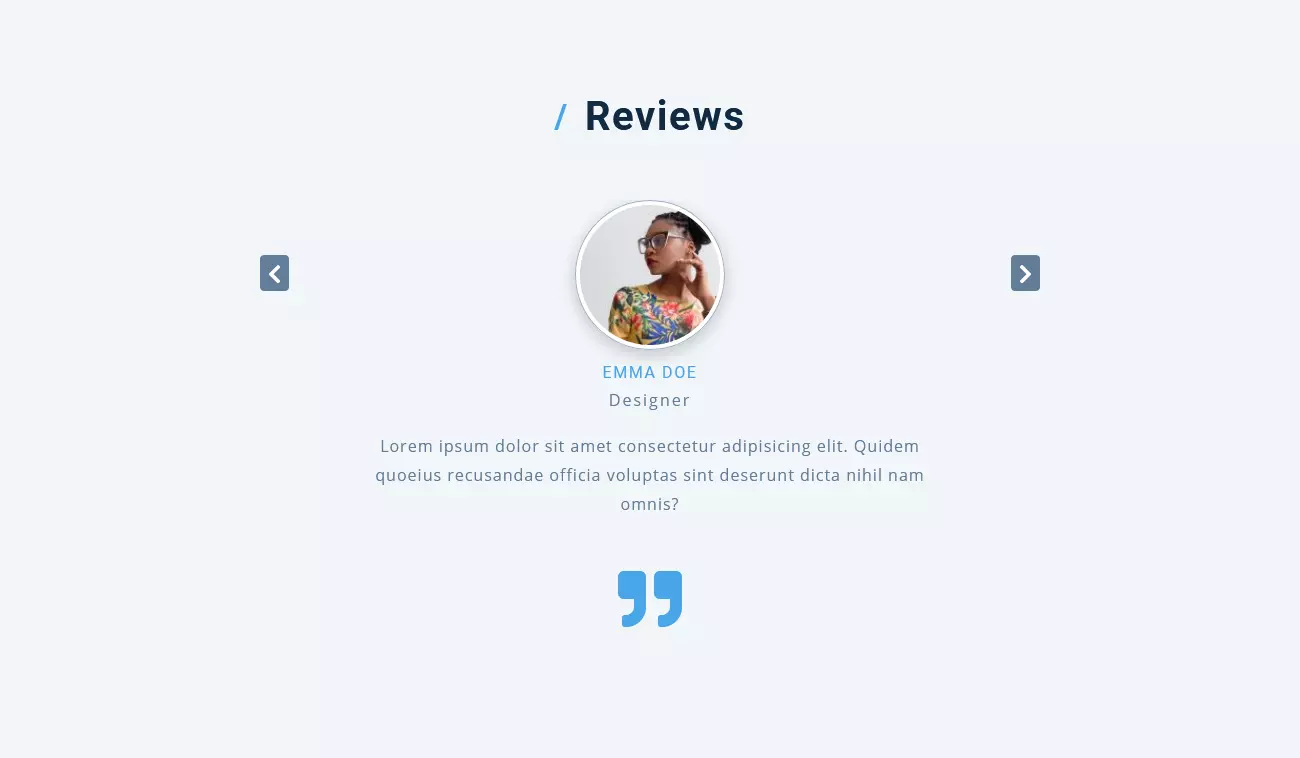 / Reviews
EMMA DOE
Designer
Lorem ipsum dolor sit amet consectetur adipisicing elit. Quidem
quoeius recusandae officia voluptas sint deserunt dicta nihil nam
omnis?
”